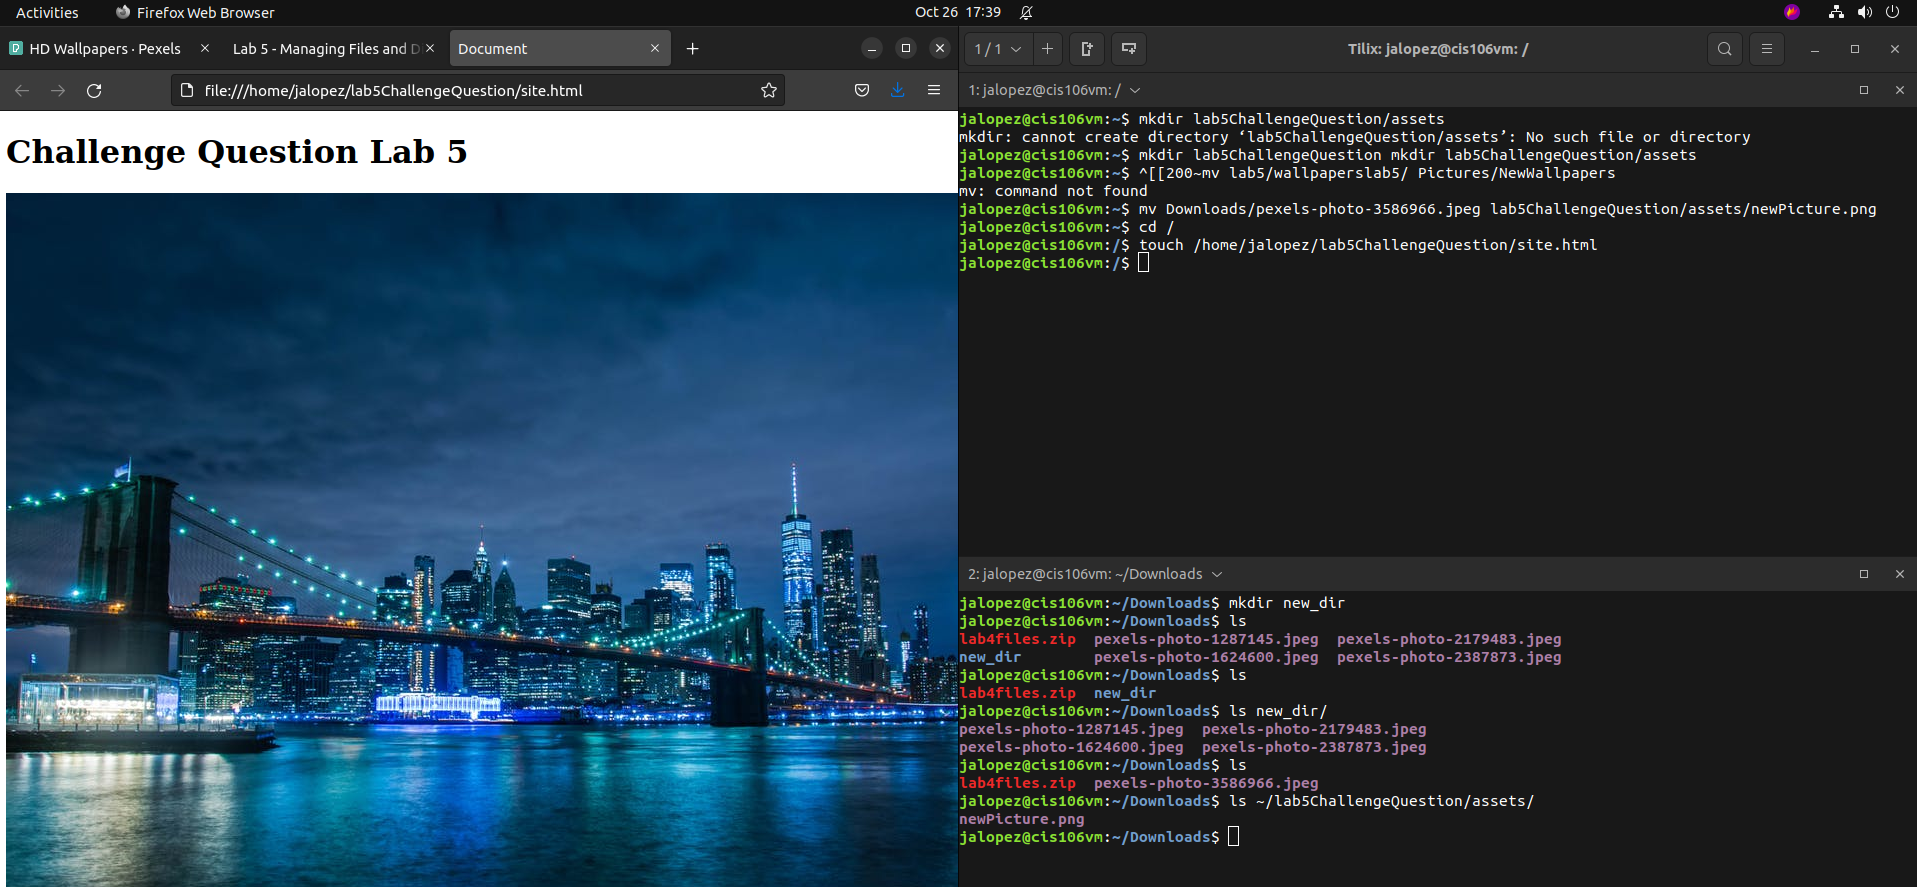 Activities Firefox Web Browser Oct 26 17:39
HD Wallpapers · Pexels Lab 5 - Managing Files and D Document
file:///home/jalopez/lab5ChallengeQuestion/site.html
Challenge Question Lab 5
1 / 1 Tilix: jalopez@cis106vm: /
1: jalopez@cis106vm: /
jalopez@cis106vm:~$ mkdir lab5ChallengeQuestion/assets
mkdir: cannot create directory ‘lab5ChallengeQuestion/assets’: No such file or directory
jalopez@cis106vm:~$ mkdir lab5ChallengeQuestion mkdir lab5ChallengeQuestion/assets
jalopez@cis106vm:~$ ^[[200~mv lab5/wallpaperslab5/ Pictures/NewWallpapers
mv: command not found
jalopez@cis106vm:~$ mv Downloads/pexels-photo-3586966.jpeg lab5ChallengeQuestion/assets/newPicture.png
jalopez@cis106vm:~$ cd /
jalopez@cis106vm:/$ touch /home/jalopez/lab5ChallengeQuestion/site.html
jalopez@cis106vm:/$
2: jalopez@cis106vm: ~/Downloads
jalopez@cis106vm:~/Downloads$ mkdir new_dir
jalopez@cis106vm:~/Downloads$ ls
lab4files.zip pexels-photo-1287145.jpeg pexels-photo-2179483.jpeg
new_dir pexels-photo-1624600.jpeg pexels-photo-2387873.jpeg
jalopez@cis106vm:~/Downloads$ ls
lab4files.zip new_dir
jalopez@cis106vm:~/Downloads$ ls new_dir/
pexels-photo-1287145.jpeg pexels-photo-2179483.jpeg
pexels-photo-1624600.jpeg pexels-photo-2387873.jpeg
jalopez@cis106vm:~/Downloads$ ls
lab4files.zip pexels-photo-3586966.jpeg
jalopez@cis106vm:~/Downloads$ ls ~/lab5ChallengeQuestion/assets/
newPicture.png
jalopez@cis106vm:~/Downloads$